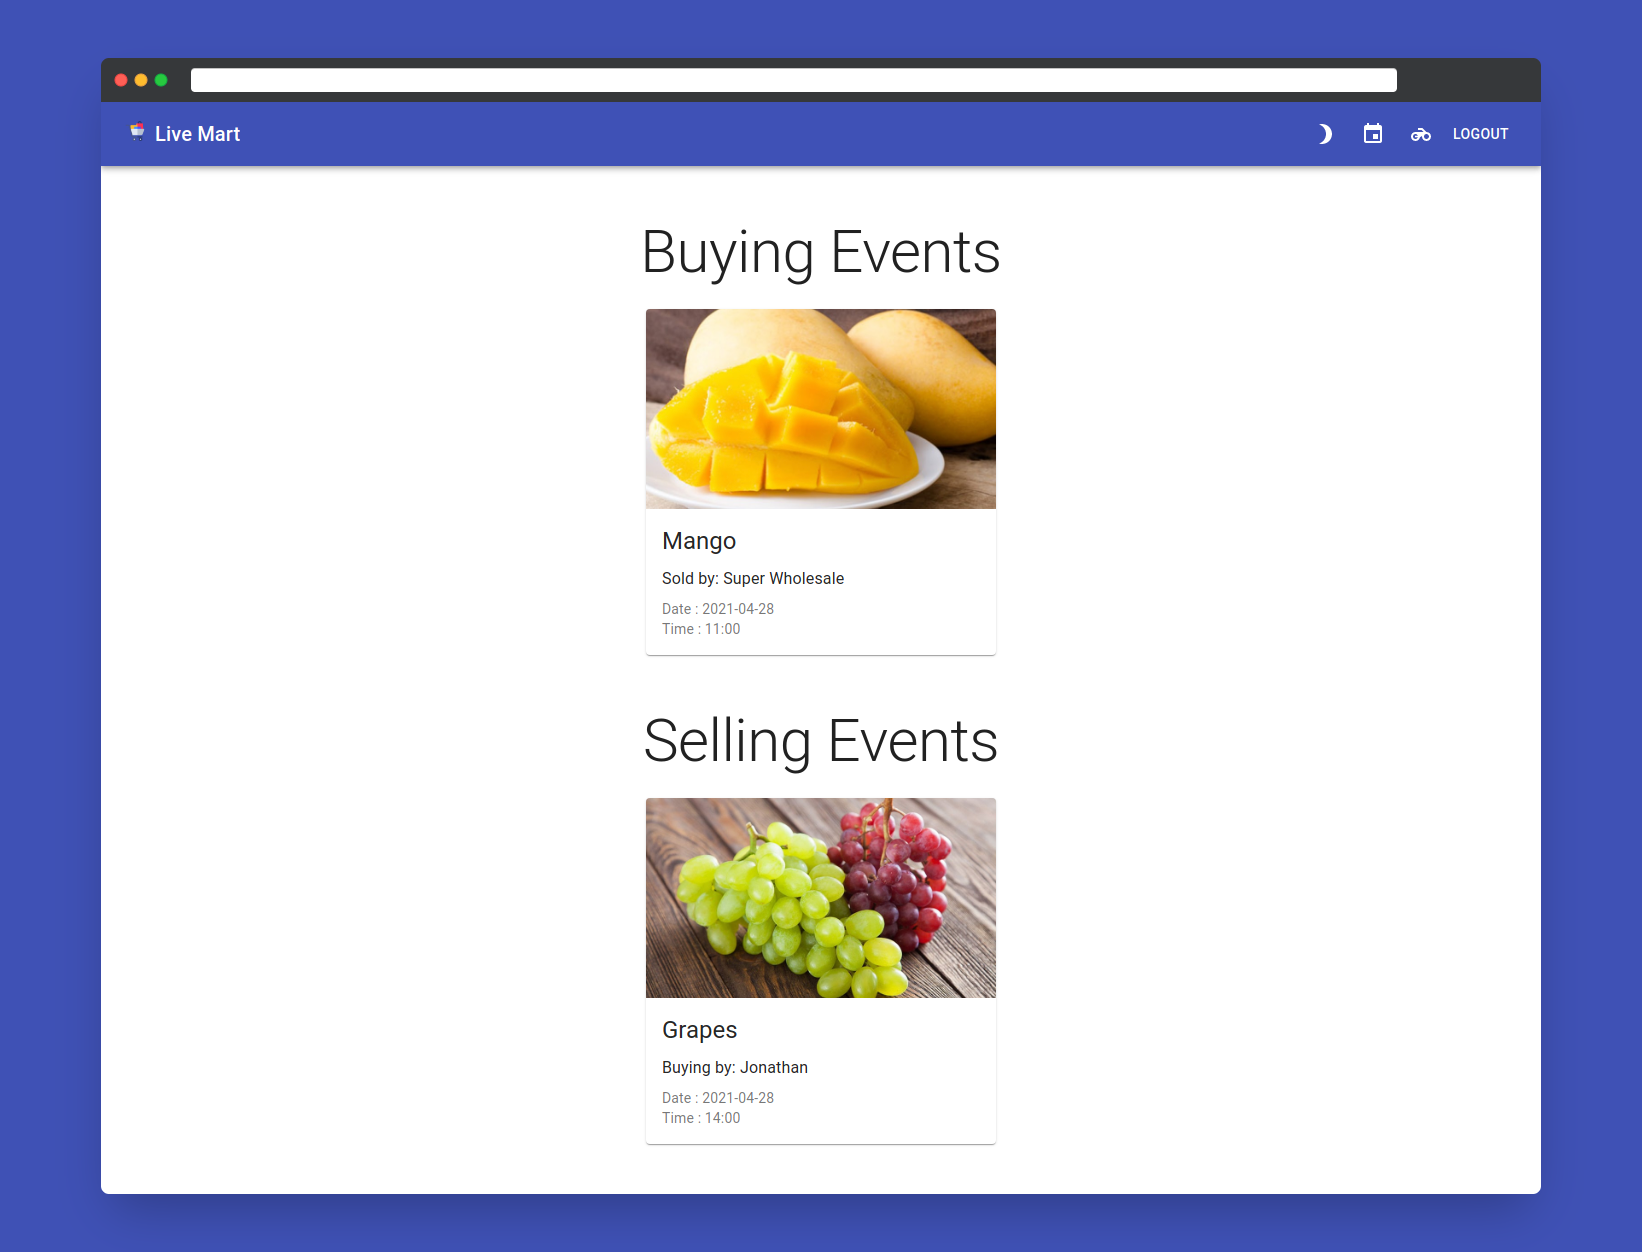 Live Mart
LOGOUT
Buying Events
Mango
Sold by: Super Wholesale
Date : 2021-04-28
Time : 11:00
Selling Events
Grapes
Buying by: Jonathan
Date : 2021-04-28
Time : 14:00